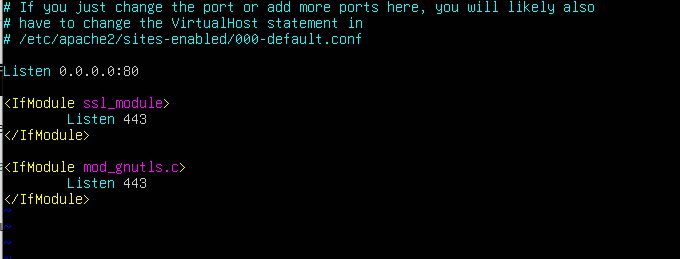 # If you just change the port or add more ports here, you will likely also
# have to change the VirtualHost statement in
# /etc/apache2/sites-enabled/000-default.conf
Listen 0.0.0.0:80
<IfModule ssl_module>
Listen 443
</IfModule>
<IfModule mod_gnutls.c>
Listen 443
</IfModule>
~
~
~
~